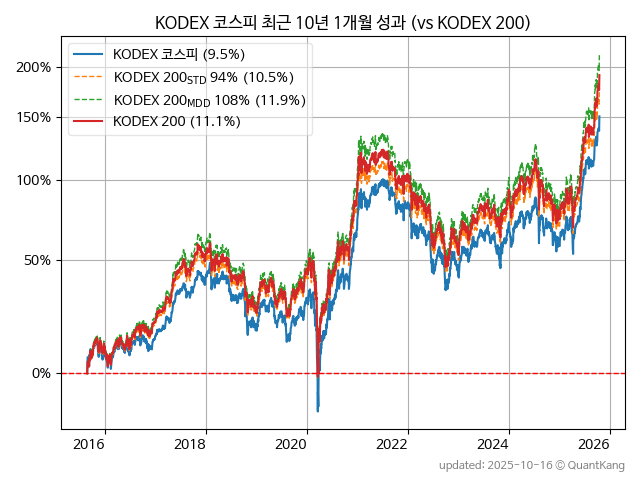 KODEX 코스피 최근 10년 1개월 성과 (vs KODEX 200)
KODEX 코스피 (9.5%)
KODEX 200STD 94% (10.5%)
KODEX 200MDD 108% (11.9%)
KODEX 200 (11.1%)
200%
150%
100%
50%
0%
2016 2018 2020 2022 2024 2026
updated: 2025-10-16 © QuantKang